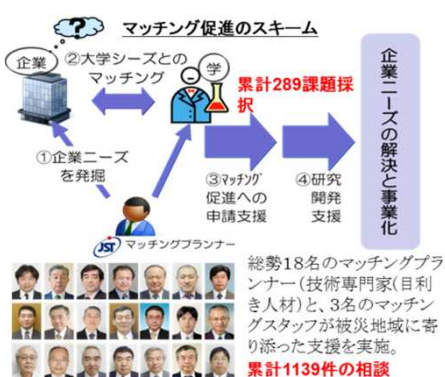 マッチング促進のスキーム
企業
②大学シーズとの
マッチング
学
累計289課題採
択
企業ニーズの解決と事業化
①企業ニーズ
を発掘
③ﾏｯﾁﾝｸﾞ
促進への
申請支援
④研究
開発
支援
JST マッチングプランナー
総勢18名のマッチングプラ
ンナー(技術専門家(目利
き人材)と、3名のマッチン
グスタッフが被災地域に寄
り添った支援を実施。
累計1139件の相談